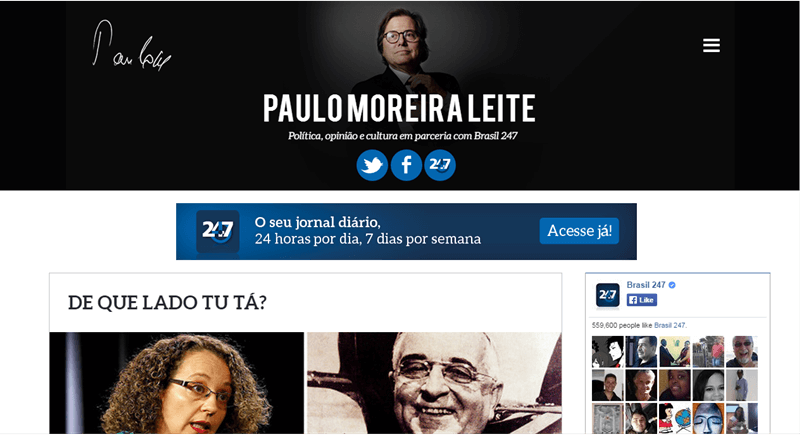 Paulo
PAULO MOREIRA LEITE
Política, opinião e cultura em parceria com Brasil 247
247
247
O seu jornal diário,
24 horas por dia, 7 dias por semana
Acesse já!
DE QUE LADO TU TÁ?
247
Brasil 247
f Like
559,600 people like Brasil 247.